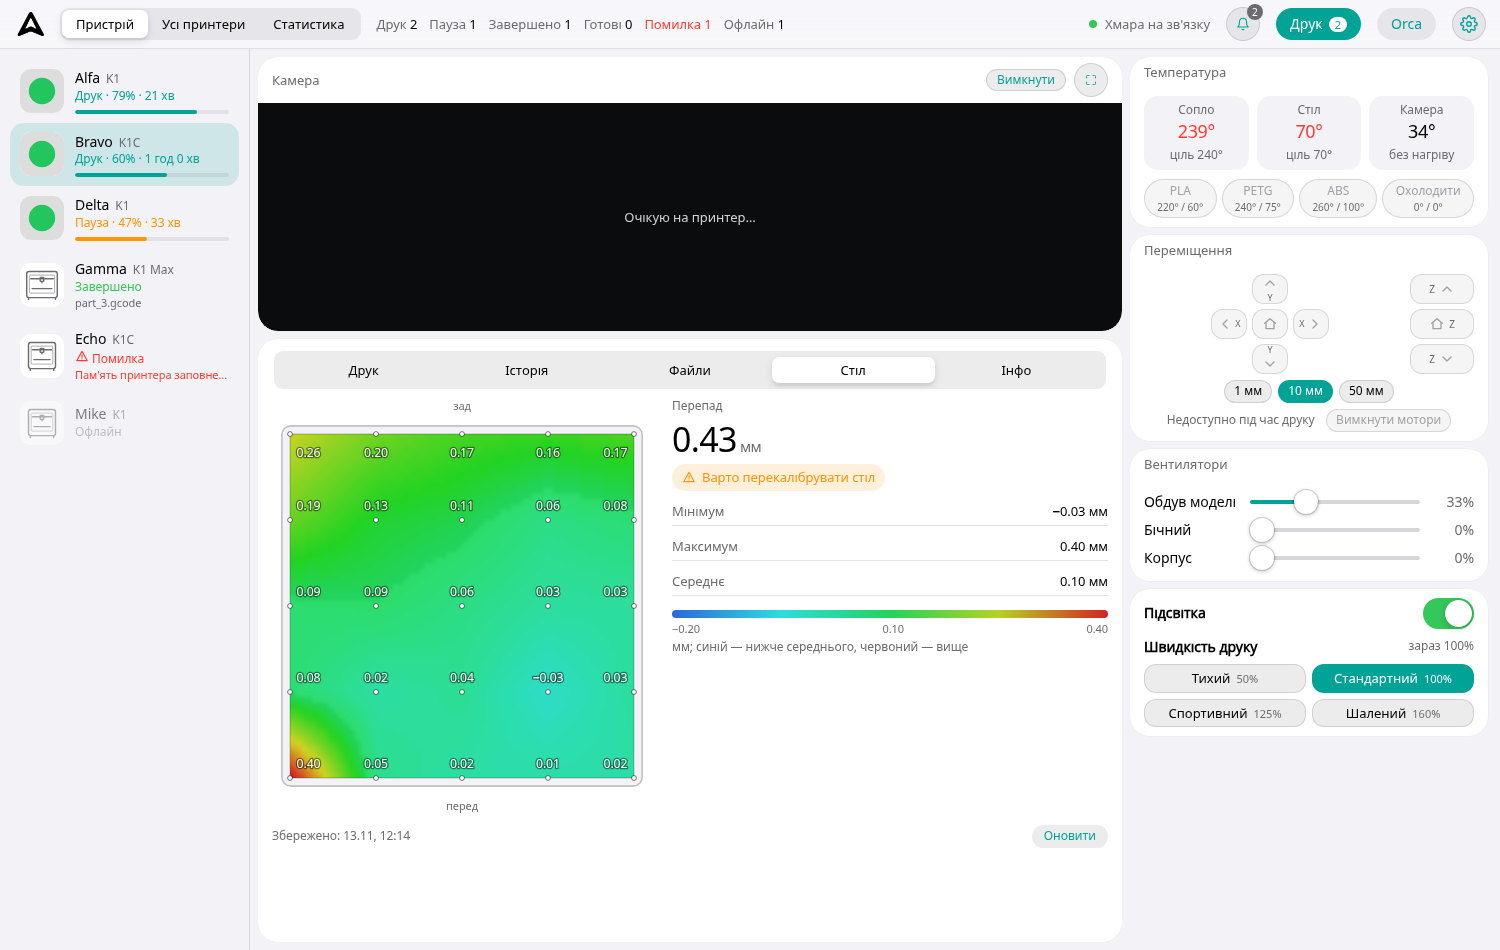 Пристрій Усі принтери Статистика Друк 2 Пауза 1 Завершено 1 Готові 0 Помилка 1 Офлайн 1 Хмара на зв'язку 2 Друк 2 Orca
Alfa K1
Друк · 79% · 21 хв
Bravo K1C
Друк · 60% · 1 год 0 хв
Delta K1
Пауза · 47% · 33 хв
Gamma K1 Max
Завершено
part_3.gcode
Echo K1C
Помилка
Пам'ять принтера заповне...
Mike K1
Офлайн
Камера Вимкнути
Очікую на принтер...
Друк Історія Файли Стіл Інфо
зад
0.26 0.20 0.17 0.16 0.17
0.19 0.13 0.11 0.06 0.08
0.09 0.09 0.06 0.03 0.03
0.08 0.02 0.04 −0.03 0.03
0.40 0.05 0.02 0.01 0.02
перед
Перепад
0.43 мм
Варто перекалібрувати стіл
Мінімум −0.03 мм
Максимум 0.40 мм
Середнє 0.10 мм
−0.20 0.10 0.40
мм; синій — нижче середнього, червоний — вище
Збережено: 13.11, 12:14 Оновити
Температура
Сопло Стіл Камера
239° 70° 34°
ціль 240° ціль 70° без нагріву
PLA PETG ABS Охолодити
220° / 60° 240° / 75° 260° / 100° 0° / 0°
Переміщення
Y Z
X X Z
Y Z
1 мм 10 мм 50 мм
Недоступно під час друку Вимкнути мотори
Вентилятори
Обдув моделі 33%
Бічний 0%
Корпус 0%
Підсвітка
Швидкість друку зараз 100%
Тихий 50% Стандартний 100%
Спортивний 125% Шалений 160%